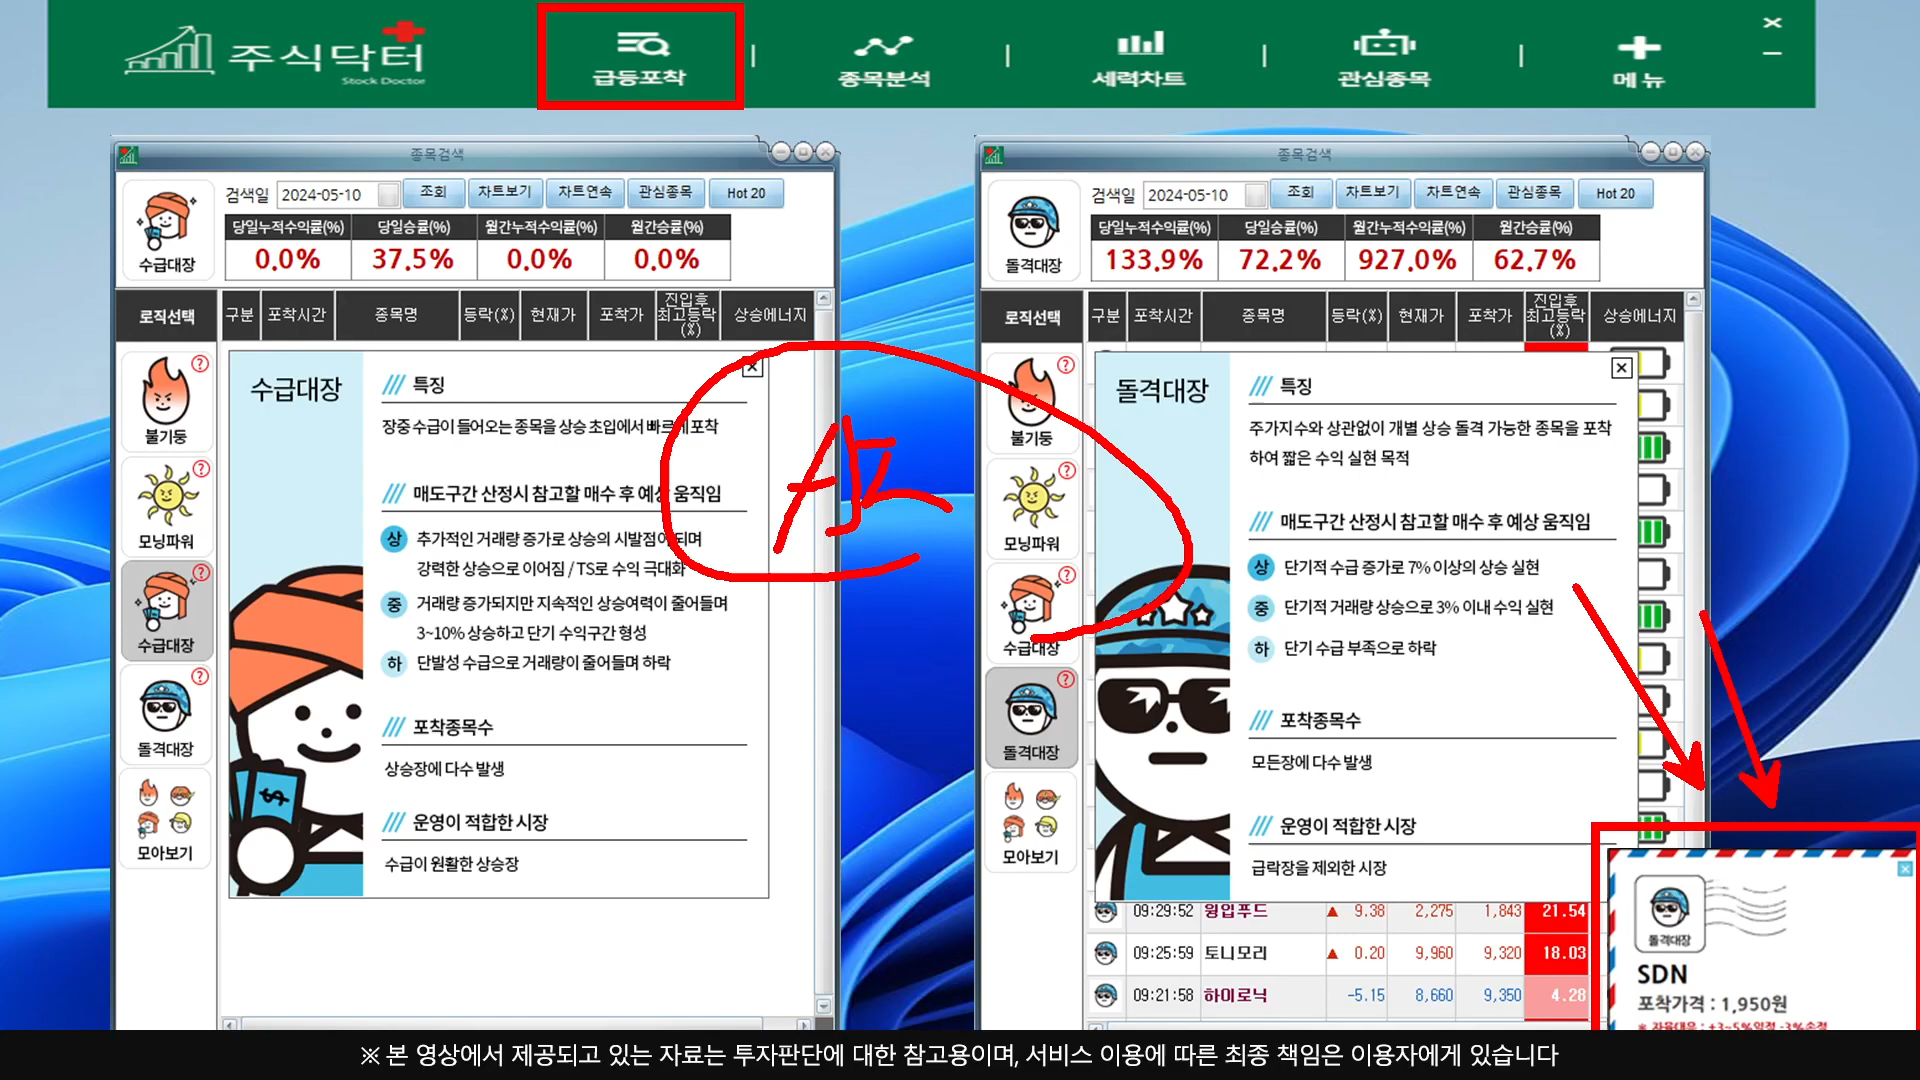 주식닥터
Stock Doctor
급등포착
종목분석
세력차트
관심종목
메뉴
종목검색
수급대장
검색일 2024-05-10 조회 차트보기 차트연속 관심종목 Hot 20
당일누적수익률(%) 당일승률(%) 월간누적수익률(%) 월간승률(%)
0.0% 37.5% 0.0% 0.0%
로직선택
구분 포착시간 종목명 등락(%) 현재가 포착가 진입후 최고등락 (%) 상승에너지
불기둥
모닝파워
수급대장
돌격대장
모아보기
수급대장
/// 특징
장중 수급이 들어오는 종목을 상승 초입에서 빠르게 포착
/// 매도구간 산정시 참고할 매수 후 예상 움직임
상 추가적인 거래량 증가로 상승의 시발점이 되며
강력한 상승으로 이어짐 / TS로 수익 극대화
중 거래량 증가되지만 지속적인 상승여력이 줄어들며
3~10% 상승하고 단기 수익구간 형성
하 단발성 수급으로 거래량이 줄어들며 하락
/// 포착종목수
상승장에 다수 발생
/// 운영이 적합한 시장
수급이 원활한 상승장
종목검색
돌격대장
검색일 2024-05-10 조회 차트보기 차트연속 관심종목 Hot 20
당일누적수익률(%) 당일승률(%) 월간누적수익률(%) 월간승률(%)
133.9% 72.2% 927.0% 62.7%
로직선택
구분 포착시간 종목명 등락(%) 현재가 포착가 진입후 최고등락 (%) 상승에너지
불기둥
모닝파워
수급대장
돌격대장
모아보기
돌격대장
/// 특징
주가지수와 상관없이 개별 상승 돌격 가능한 종목을 포착
하여 짧은 수익 실현 목적
/// 매도구간 산정시 참고할 매수 후 예상 움직임
상 단기적 수급 증가로 7% 이상의 상승 실현
중 단기적 거래량 상승으로 3% 이내 수익 실현
하 단기 수급 부족으로 하락
/// 포착종목수
모든장에 다수 발생
/// 운영이 적합한 시장
급락장을 제외한 시장
09:29:52 윙입푸드 ▲ 9.38 2,275 1,843 21.54
09:25:59 토니모리 ▲ 0.20 9,960 9,320 18.03
09:21:58 하이로닉 -5.15 8,660 9,350 4.28
돌격대장
SDN
포착가격 : 1,950원
※ 본 영상에서 제공되고 있는 자료는 투자판단에 대한 참고용이며, 서비스 이용에 따른 최종 책임은 이용자에게 있습니다